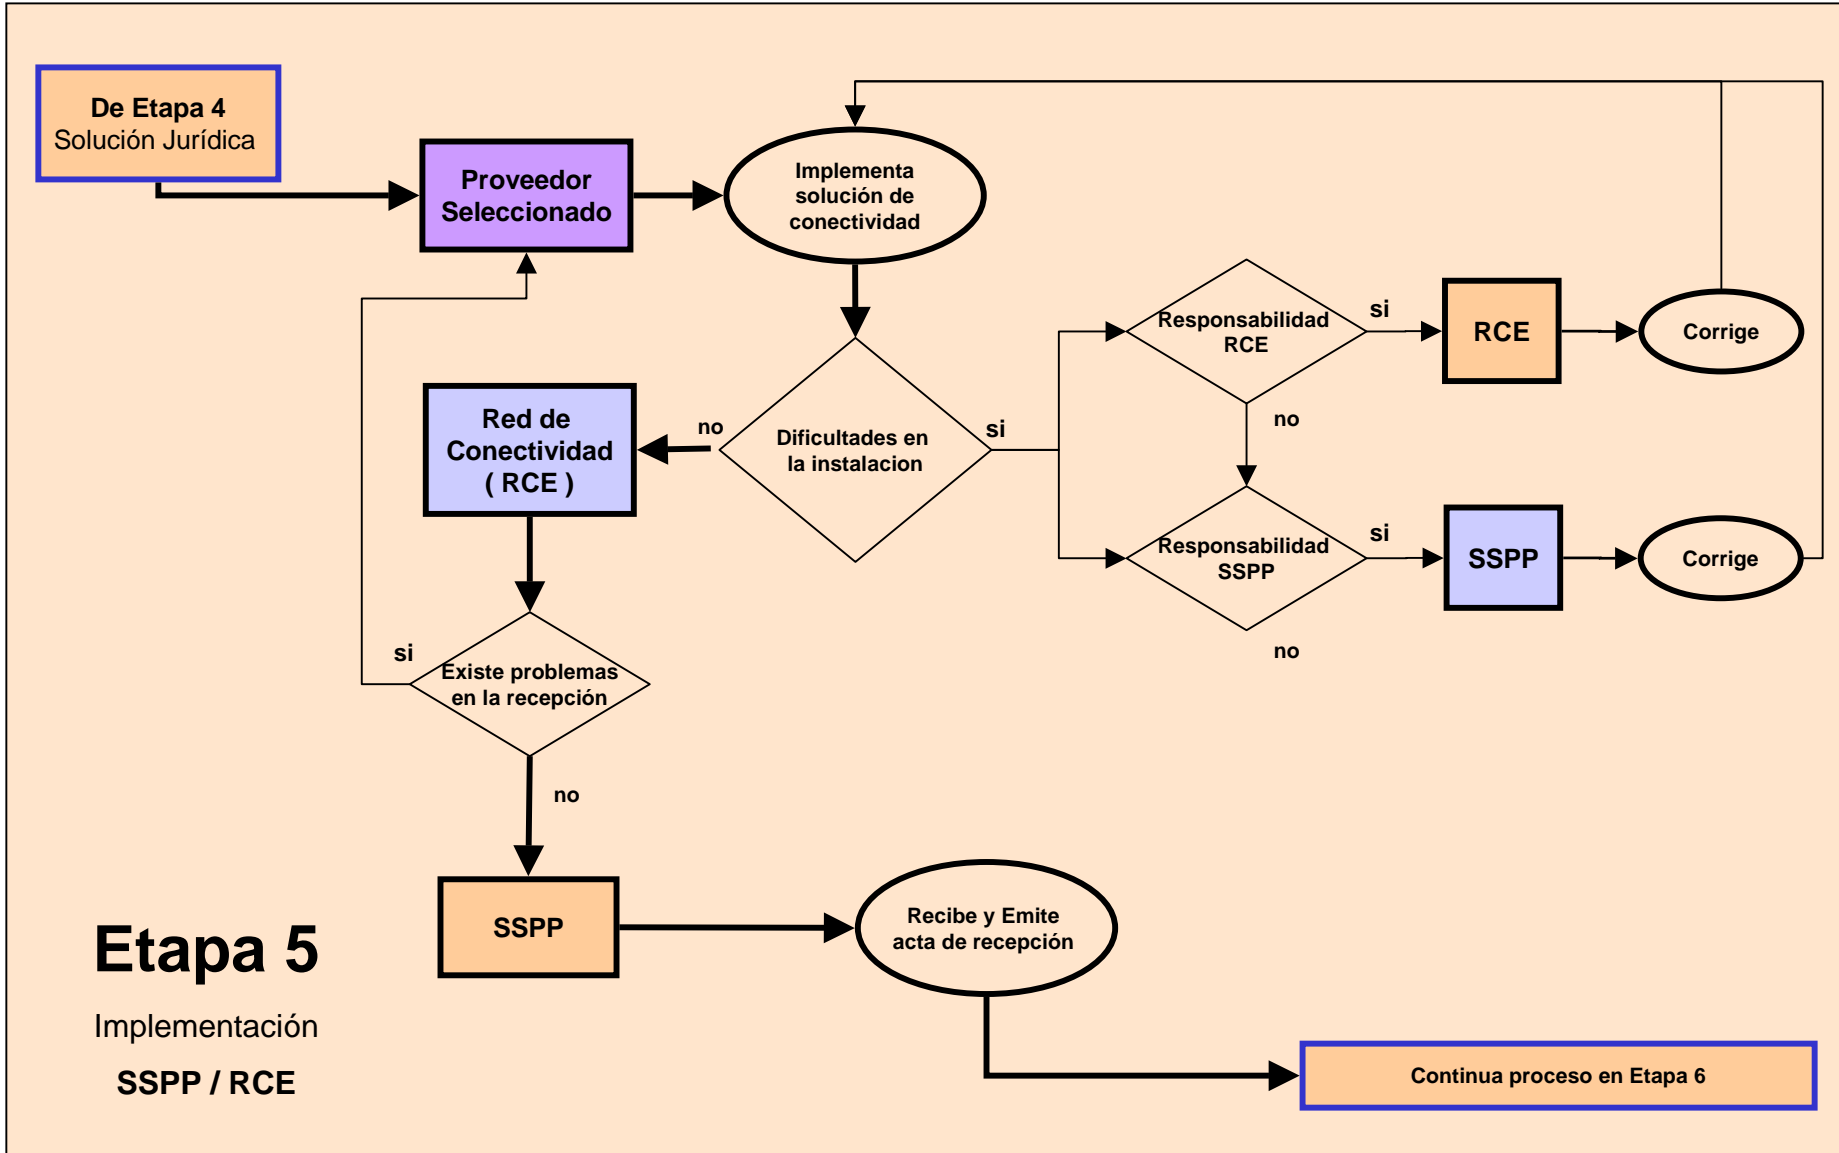 De Etapa 4
Solución Jurídica
Proveedor
Seleccionado
Implementa
solución de
conectividad
Responsabilidad
RCE
si
RCE
Corrige
no
Dificultades en
la instalacion
si
no
Red de
Conectividad
( RCE )
Responsabilidad
SSPP
si
SSPP
Corrige
no
si
Existe problemas
en la recepción
no
SSPP
Recibe y Emite
acta de recepción
Etapa 5
Implementación
SSPP / RCE
Continua proceso en Etapa 6